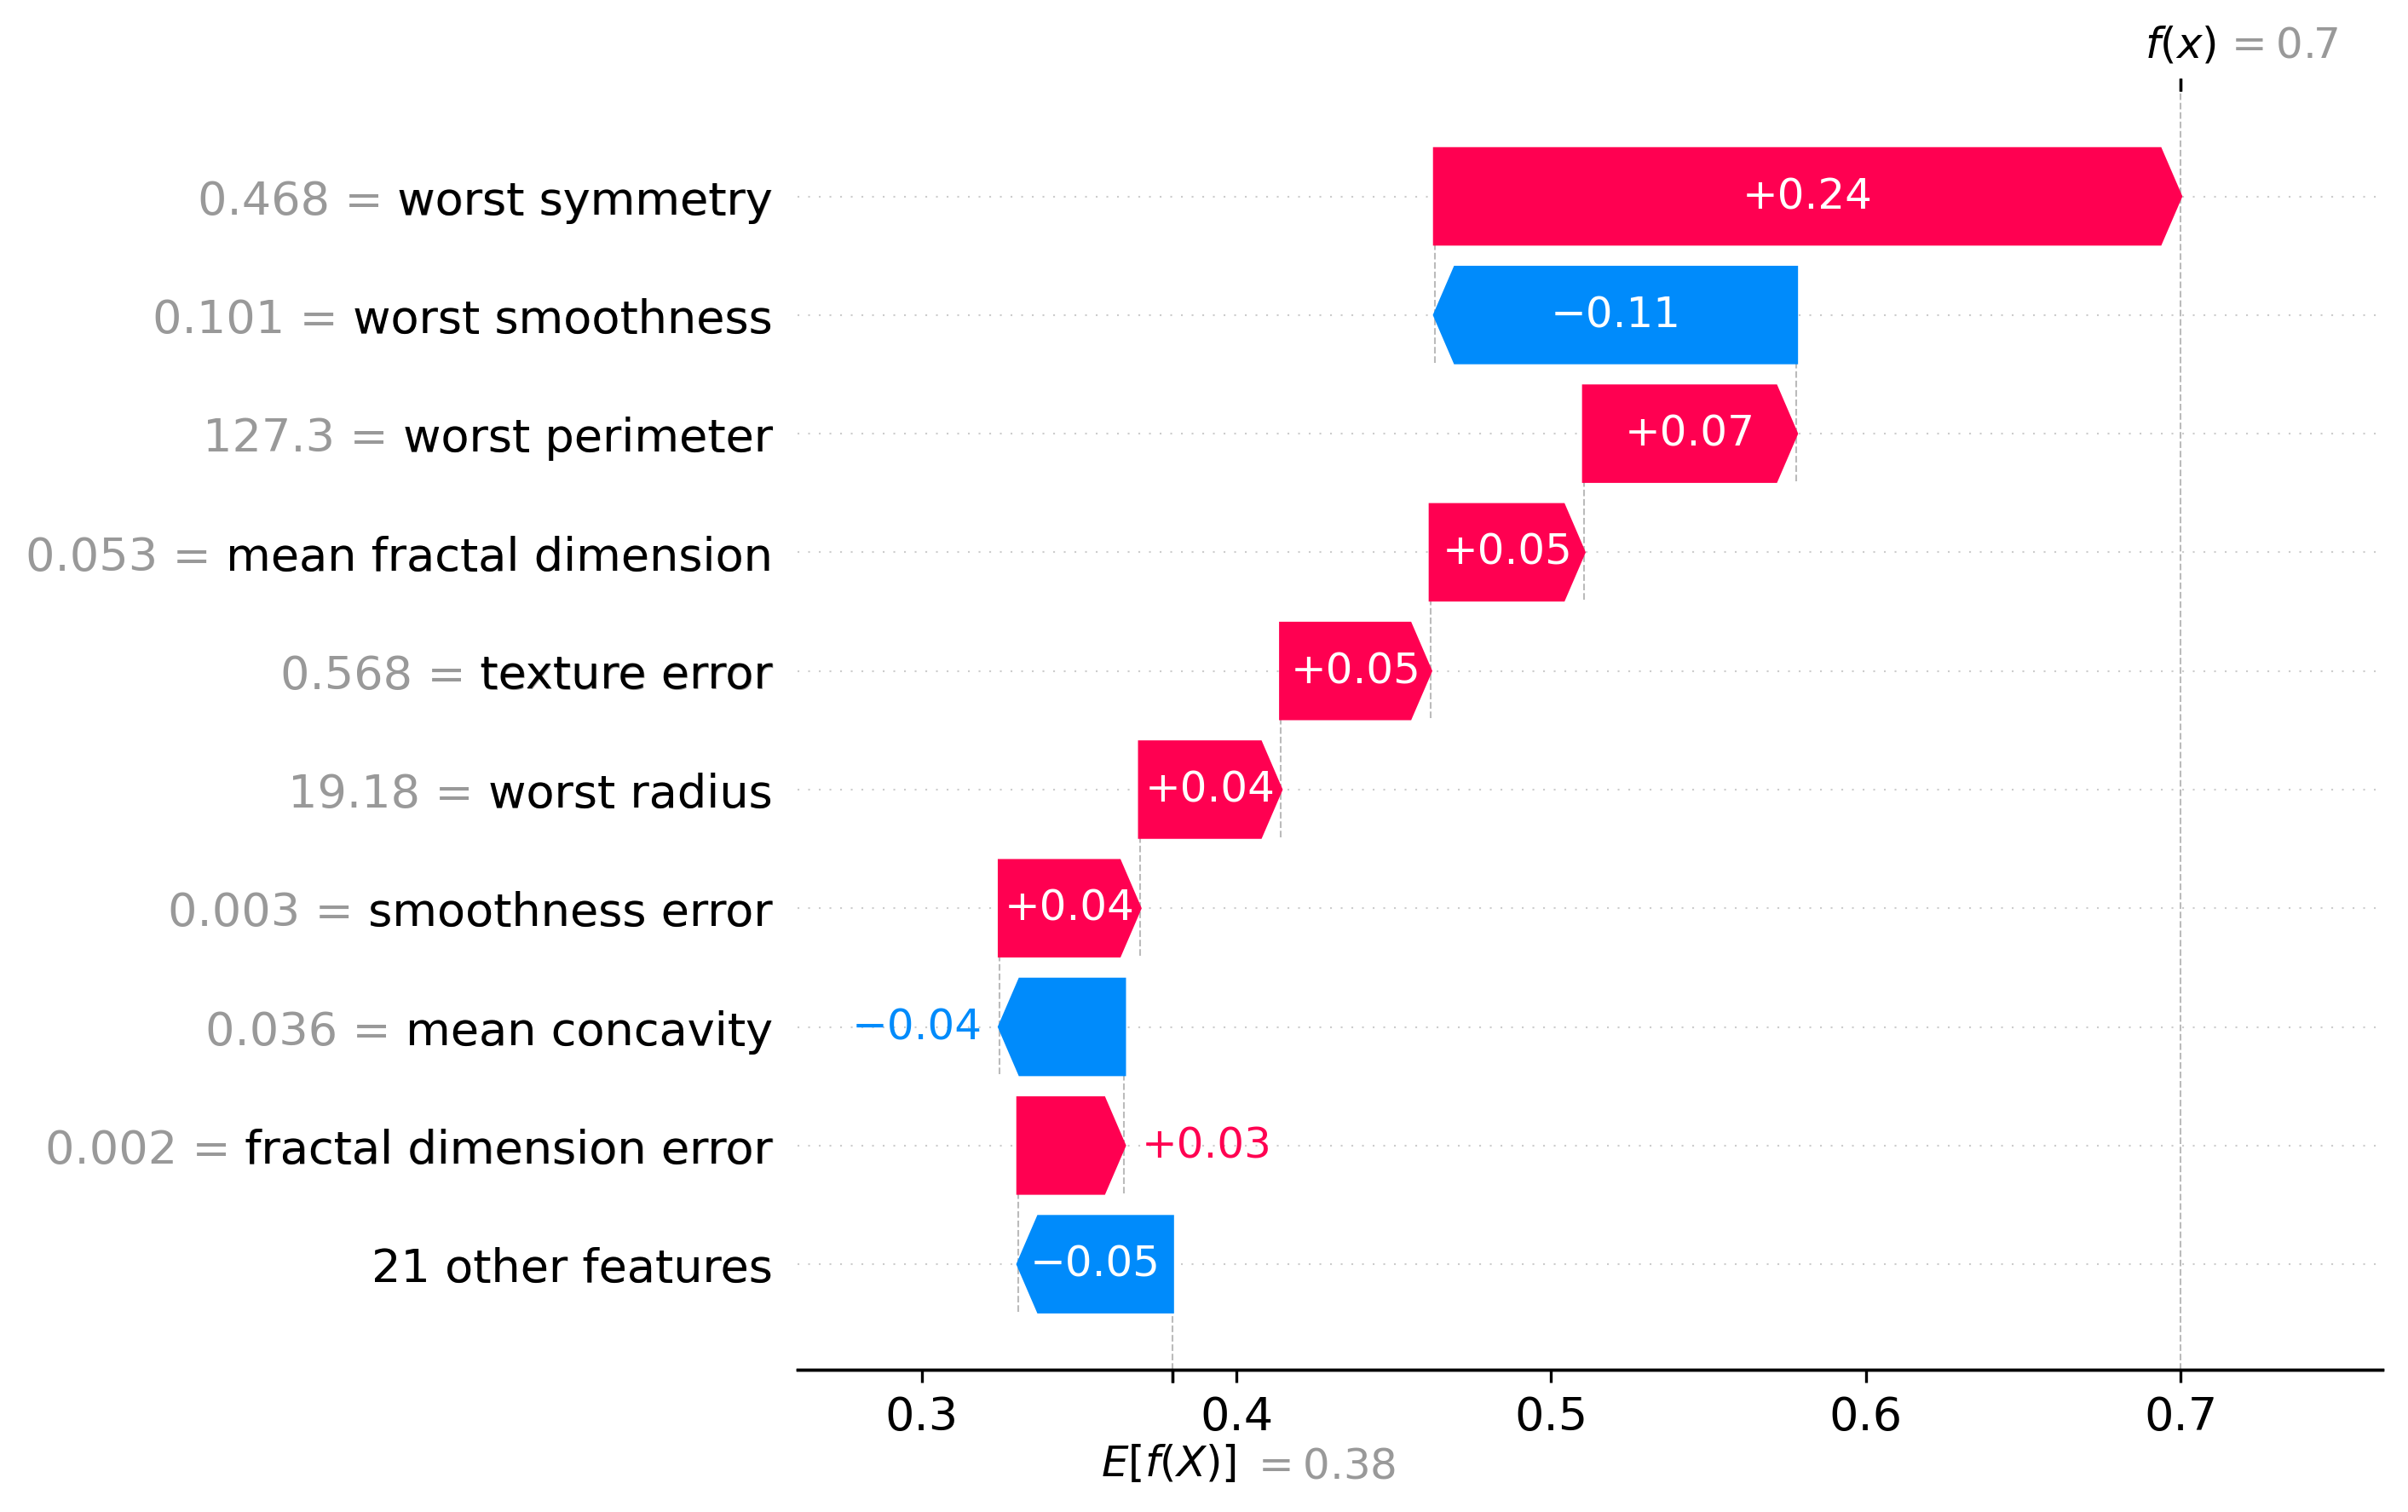 f(x) = 0.7
0.468 = worst symmetry +0.24
0.101 = worst smoothness −0.11
127.3 = worst perimeter +0.07
0.053 = mean fractal dimension +0.05
0.568 = texture error +0.05
19.18 = worst radius +0.04
0.003 = smoothness error +0.04
0.036 = mean concavity −0.04
0.002 = fractal dimension error +0.03
21 other features −0.05
0.3 0.4 0.5 0.6 0.7
E[f(X)] = 0.38